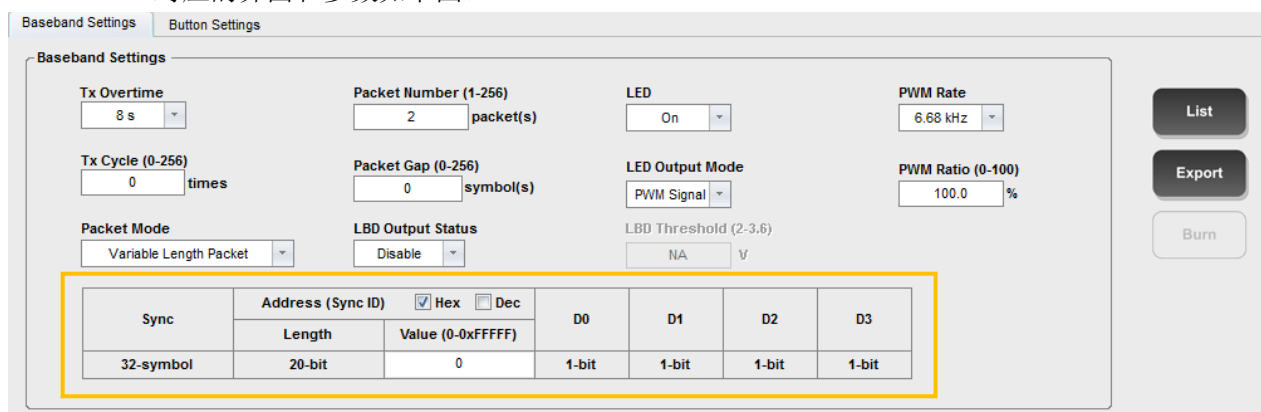 Baseband Settings Button Settings
Baseband Settings
Tx Overtime Packet Number (1-256) LED PWM Rate
8 s 2 packet(s) On 6.68 kHz
List
Tx Cycle (0-256) Packet Gap (0-256) LED Output Mode PWM Ratio (0-100)
0 times 0 symbol(s) PWM Signal 100.0 %
Export
Packet Mode LBD Output Status LBD Threshold (2-3.6)
Variable Length Packet Disable NA V
Burn
Sync Address (Sync ID) Hex Dec D0 D1 D2 D3
Length Value (0-0xFFFFF)
32-symbol 20-bit 0 1-bit 1-bit 1-bit 1-bit